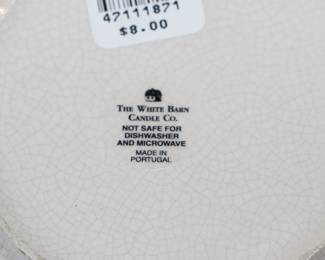 47111871
$8.00
THE WHITE BARN
CANDLE CO.
NOT SAFE FOR
DISHWASHER
AND MICROWAVE
MADE IN
PORTUGAL